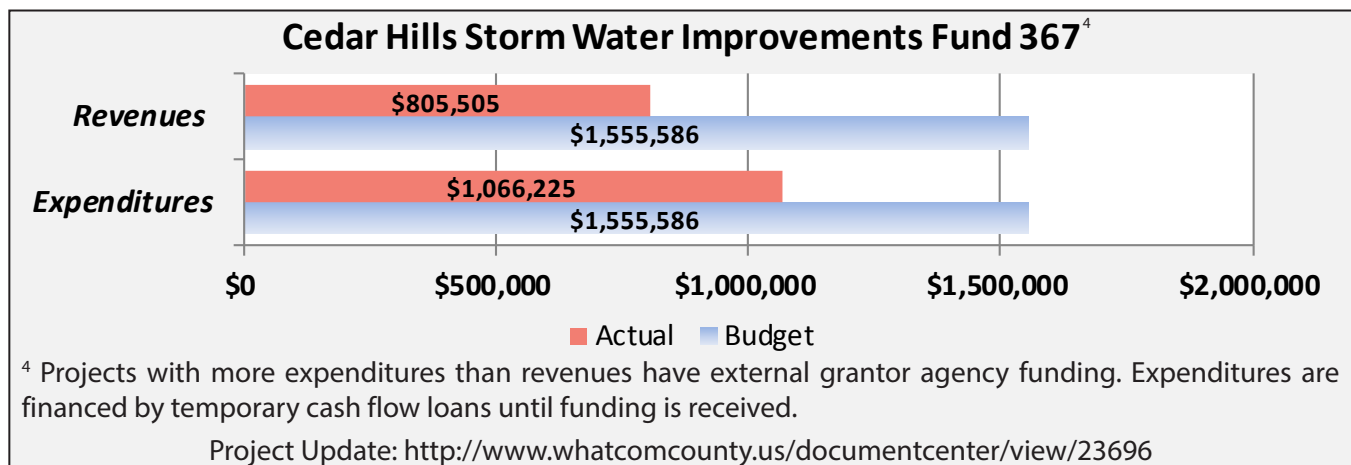 Cedar Hills Storm Water Improvements Fund 367⁴
Revenues
$805,505
$1,555,586
Expenditures
$1,066,225
$1,555,586
$0 $500,000 $1,000,000 $1,500,000 $2,000,000
Actual Budget
⁴ Projects with more expenditures than revenues have external grantor agency funding. Expenditures are
financed by temporary cash flow loans until funding is received.
Project Update: http://www.whatcomcounty.us/documentcenter/view/23696